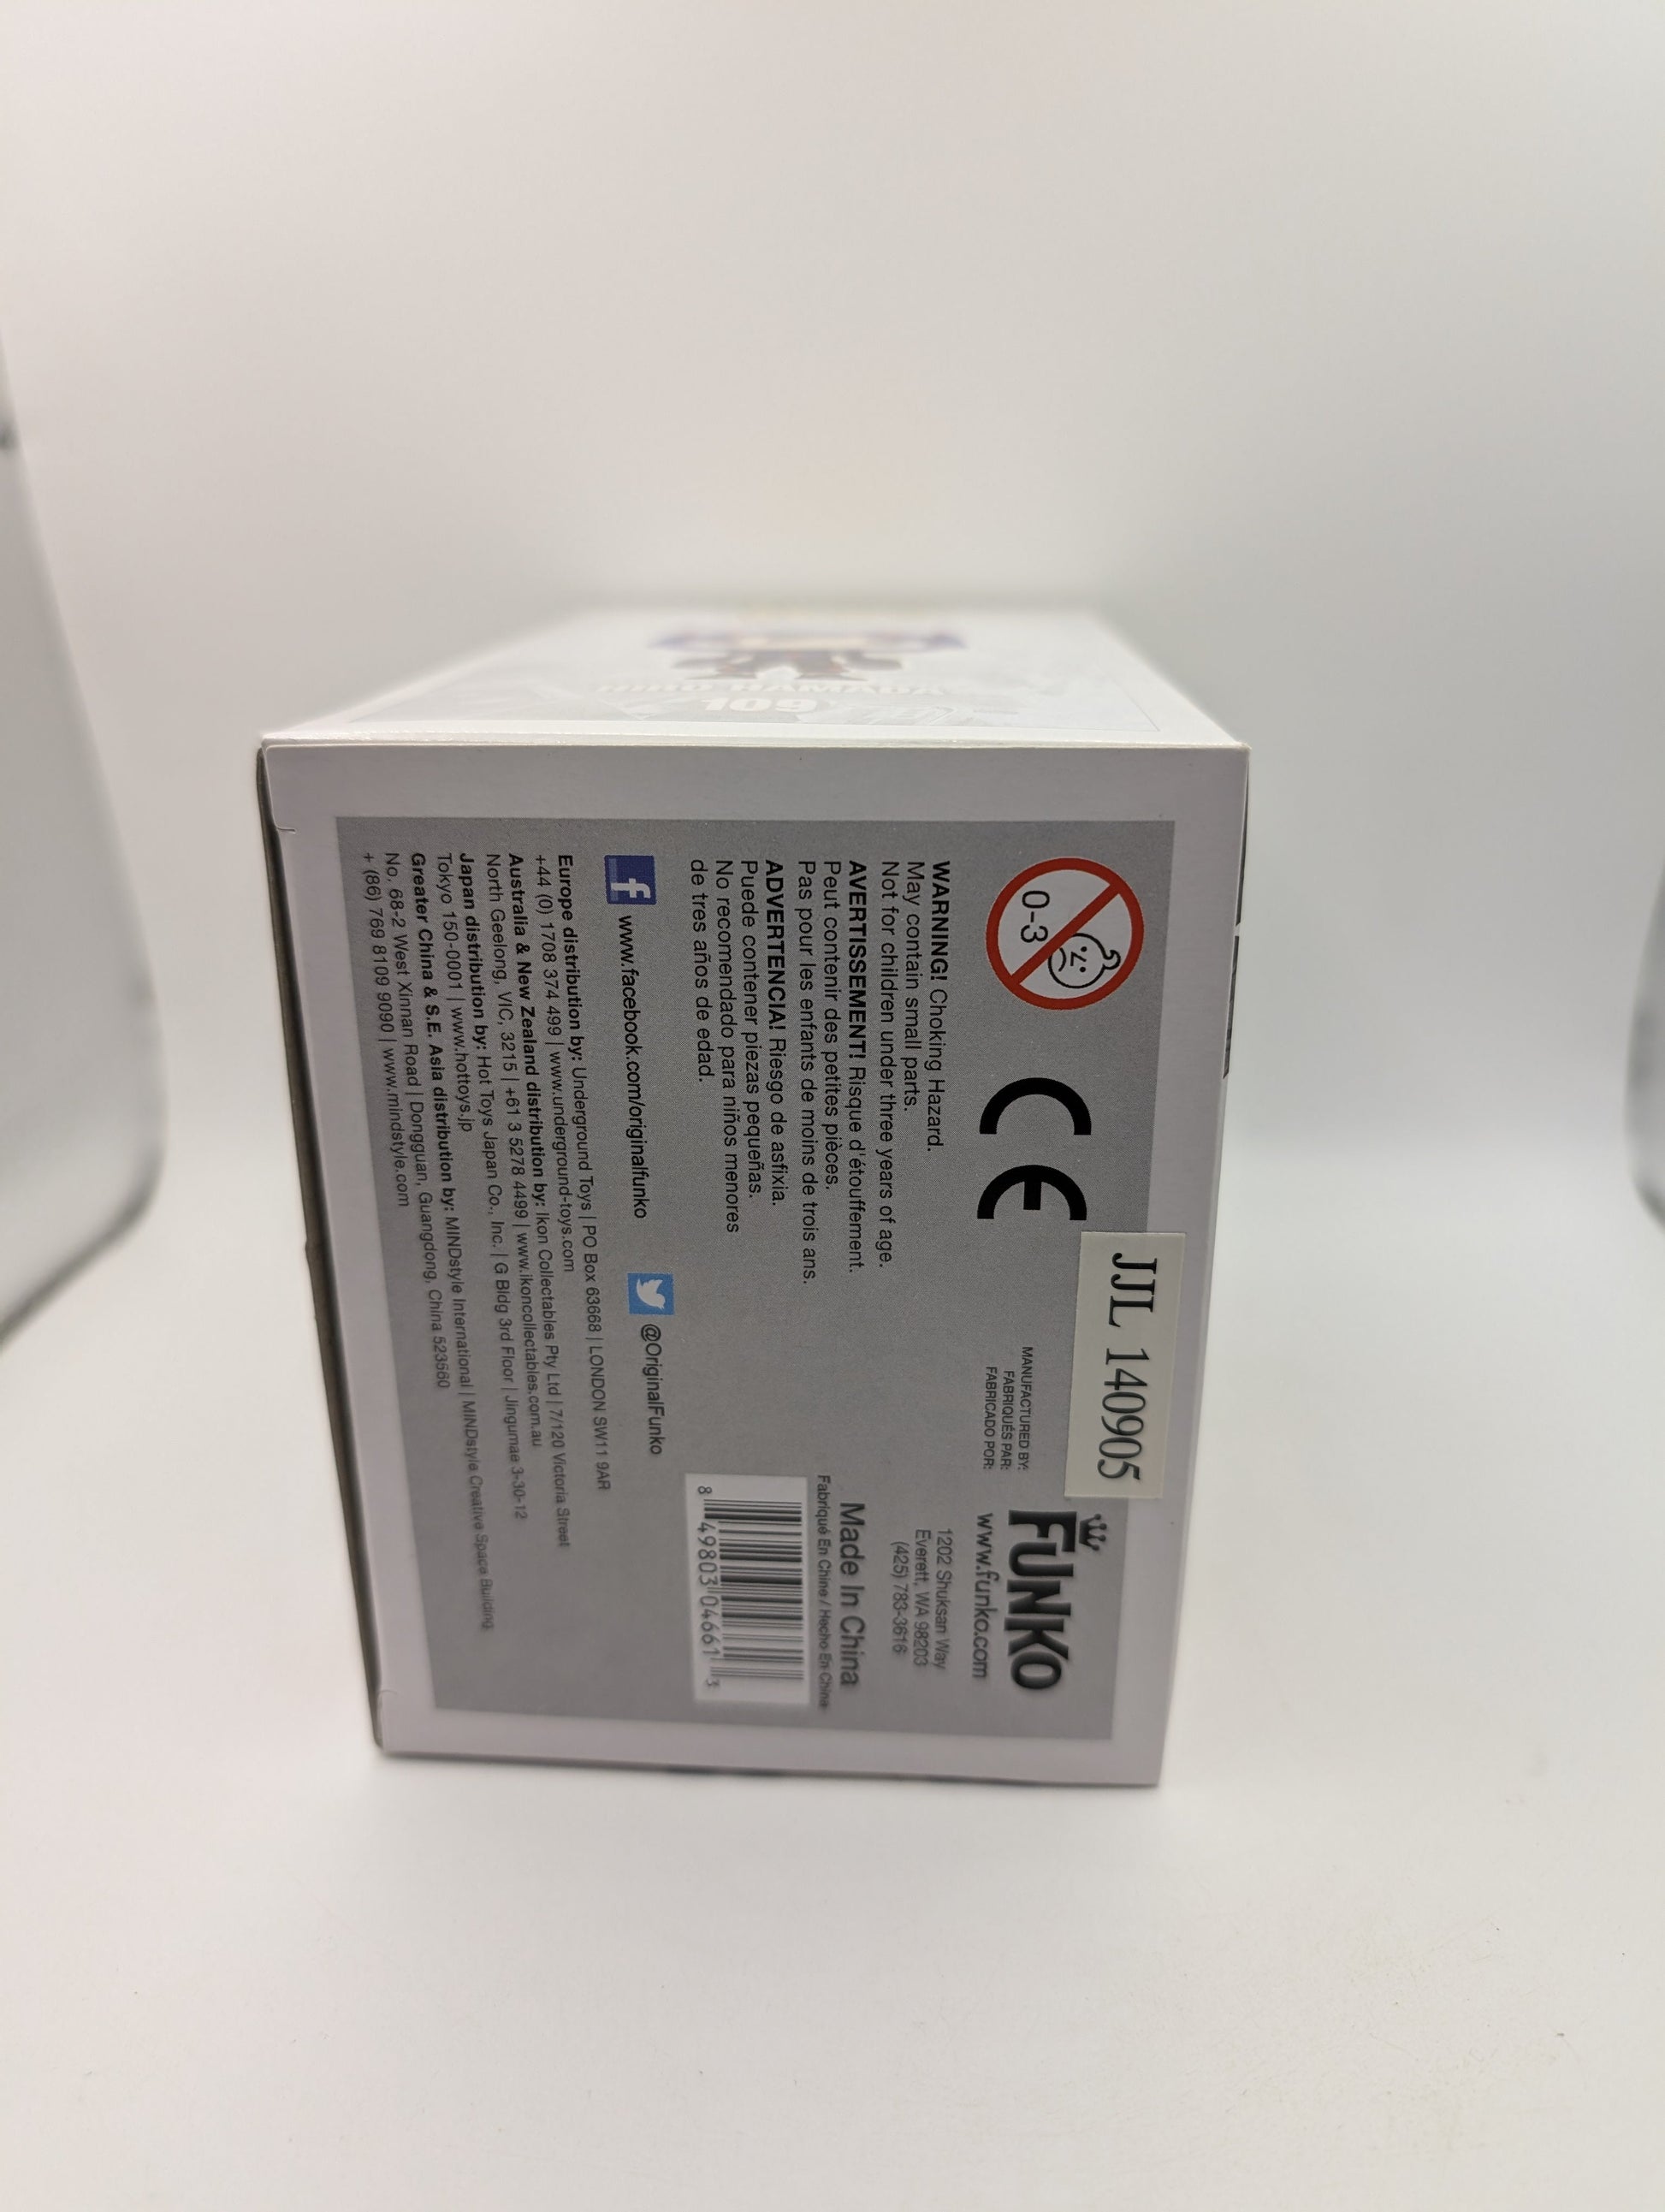 HIRO HAMADA
109
0-3
CE
JJL 140905
WARNING! Choking Hazard.
May contain small parts.
Not for children under three years of age.
AVERTISSEMENT! Risque d'étouffement.
Peut contenir des petites pièces.
Pas pour les enfants de moins de trois ans.
ADVERTENCIA! Riesgo de asfixia.
Puede contener piezas pequeñas.
No recomendado para niños menores
de tres años de edad.
MANUFACTURED BY:
FABRIQUÉS PAR:
FABRICADO POR:
FUNKO
www.funko.com
1202 Shuksan Way
Everett, WA 98203
(425) 783-3616
Made In China
Fabriqué En Chine / Hecho En China
8 49803 04661 3
f www.facebook.com/originalfunko
@OriginalFunko
Europe distribution by: Underground Toys | PO Box 63668 | LONDON SW11 9AR
+44 (0) 1708 374 499 | www.underground-toys.com
Australia & New Zealand distribution by: Ikon Collectables Pty Ltd | 7/120 Victoria Street
North Geelong, VIC, 3215 | +61 3 5278 4499 | www.ikoncollectables.com.au
Japan distribution by: Hot Toys Japan Co., Inc. | G Bldg 3rd Floor | Jingumae 3-30-12
Tokyo 150-0001 | www.hottoys.jp
Greater China & S.E. Asia distribution by: MINDstyle International | MINDstyle Creative Space Building,
No. 68-2 West Xinnan Road | Dongguan, Guangdong, China 523560
+ (86) 769 8109 9090 | www.mindstyle.com